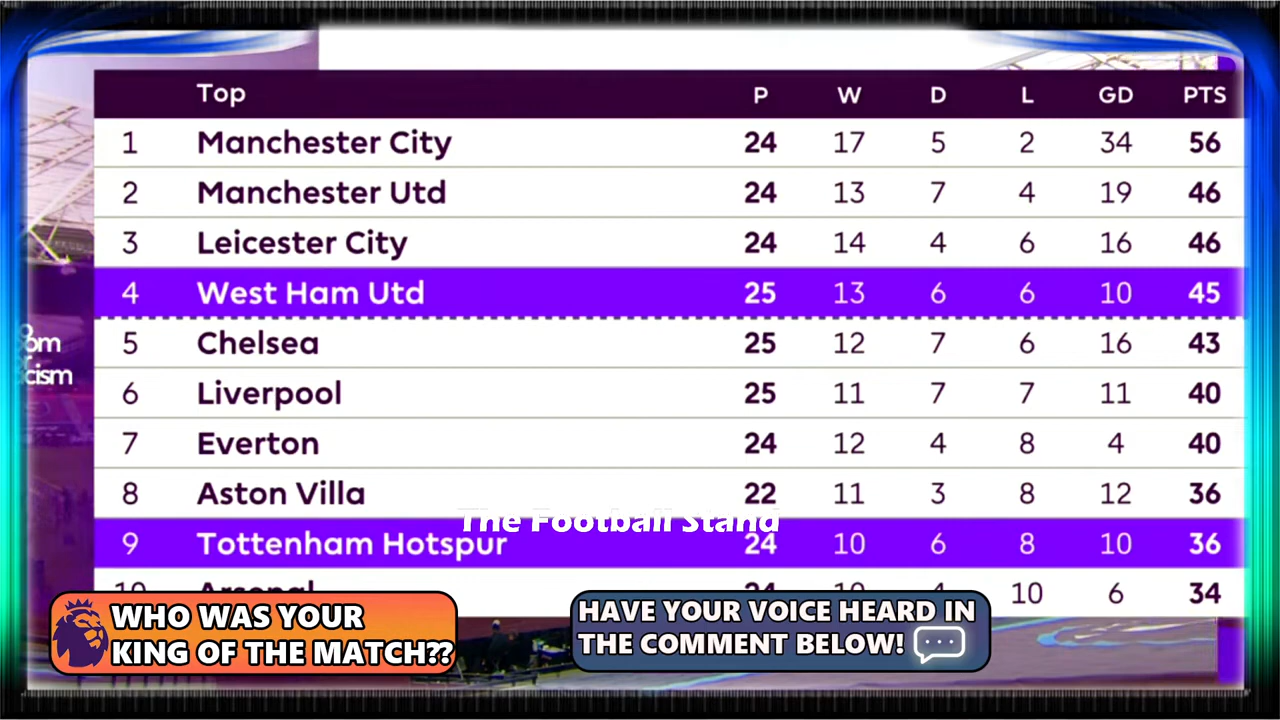 Top P W D L GD PTS
1 Manchester City 24 17 5 2 34 56
2 Manchester Utd 24 13 7 4 19 46
3 Leicester City 24 14 4 6 16 46
4 West Ham Utd 25 13 6 6 10 45
5 Chelsea 25 12 7 6 16 43
6 Liverpool 25 11 7 7 11 40
7 Everton 24 12 4 8 4 40
8 Aston Villa 22 11 3 8 12 36
The Football Stand
9 Tottenham Hotspur 24 10 6 8 10 36
10 Arsenal 24 10 4 10 6 34
WHO WAS YOUR
KING OF THE MATCH??
HAVE YOUR VOICE HEARD IN
THE COMMENT BELOW!